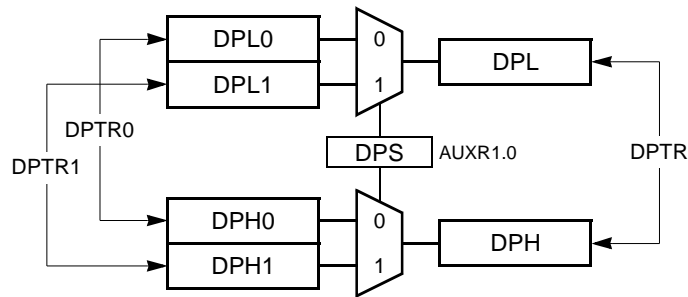 DPL0
0
DPL
DPL1
1
DPTR0
DPTR1
DPS
AUXR1.0
DPTR
DPH0
0
DPH
DPH1
1